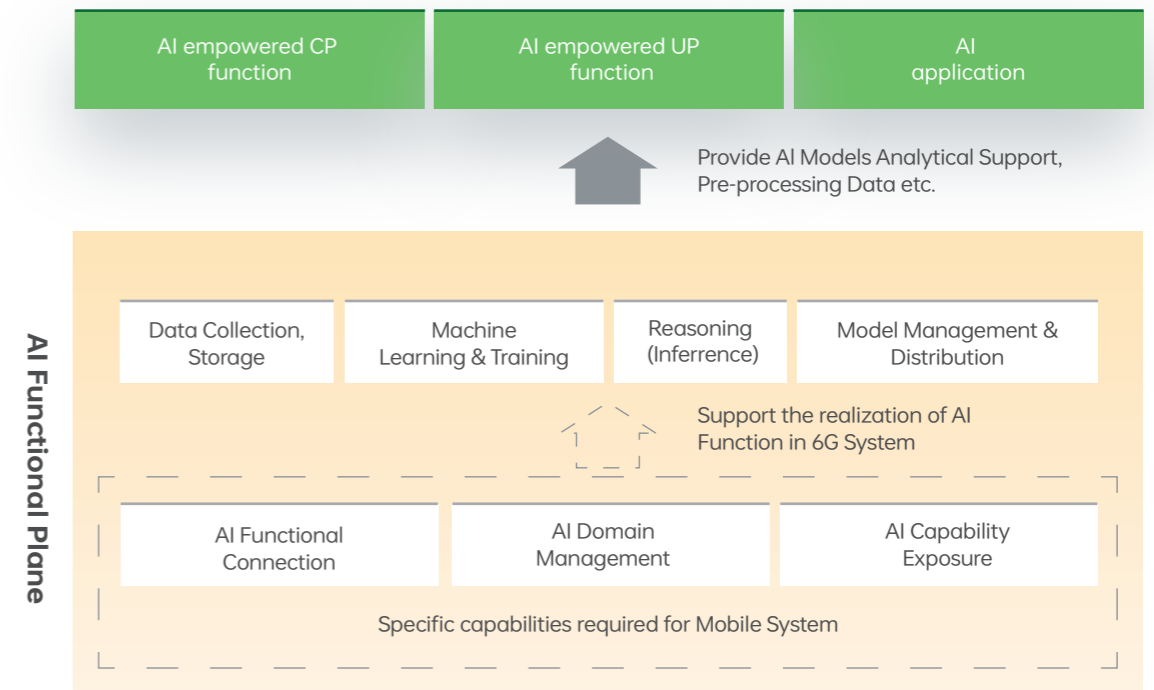 AI empowered CP
function
AI empowered UP
function
AI
application
Provide AI Models Analytical Support,
Pre-processing Data etc.
AI Functional Plane
Data Collection,
Storage
Machine
Learning & Training
Reasoning
(Inferrence)
Model Management &
Distribution
Support the realization of AI
Function in 6G System
AI Functional
Connection
AI Domain
Management
AI Capability
Exposure
Specific capabilities required for Mobile System